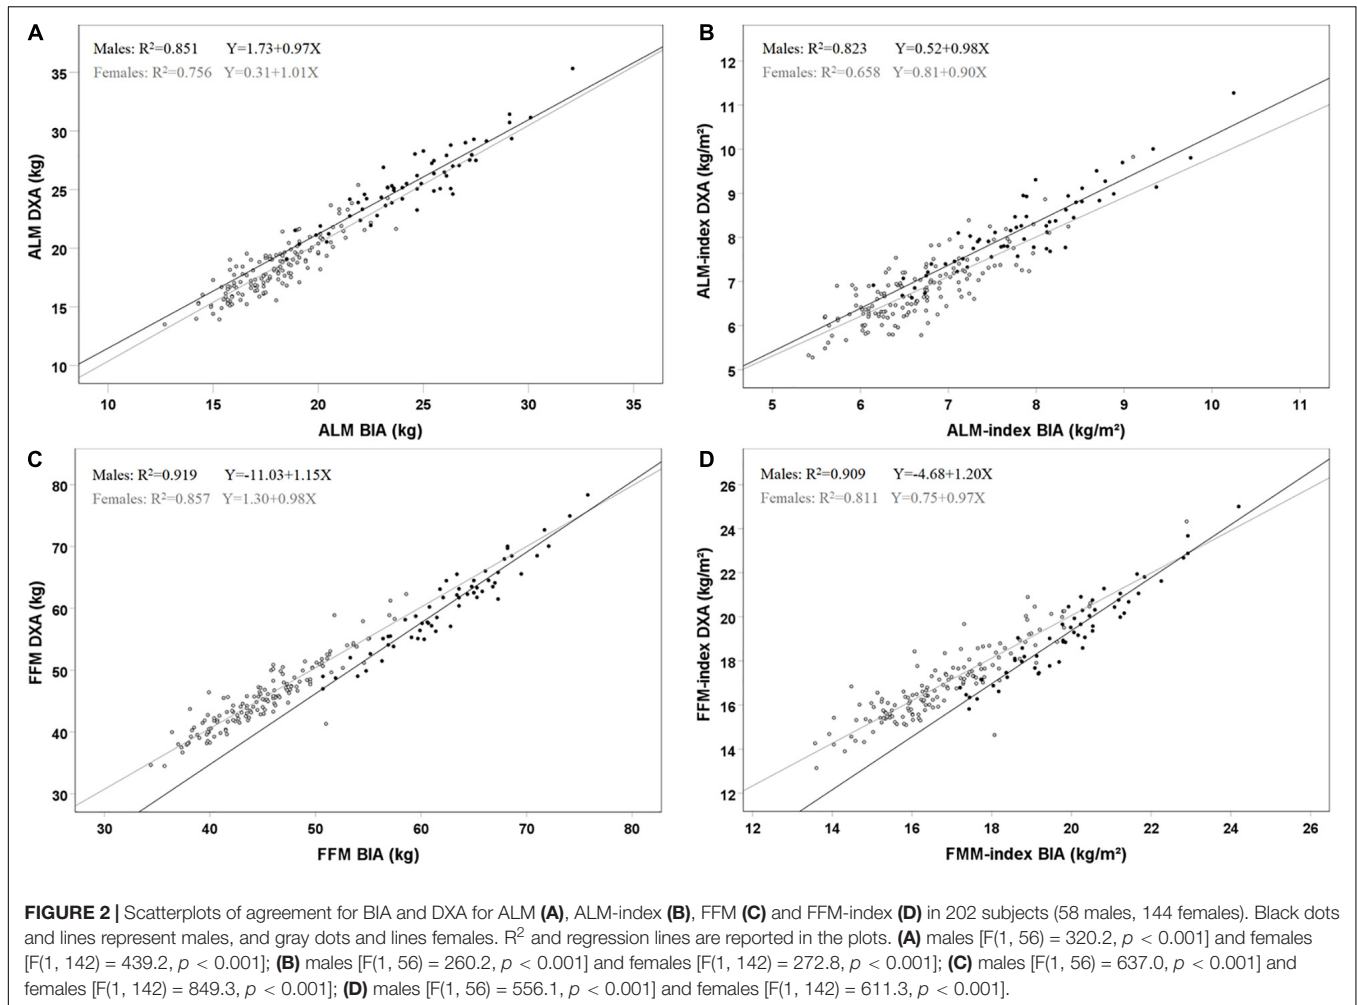 A
Males: R²=0.851 Y=1.73+0.97X
Females: R²=0.756 Y=0.31+1.01X
35
30
25
20
15
10
ALM DXA (kg)
10 15 20 25 30 35
ALM BIA (kg)
B
Males: R²=0.823 Y=0.52+0.98X
Females: R²=0.658 Y=0.81+0.90X
12
11
10
9
8
7
6
5
ALM-index DXA (kg/m²)
5 6 7 8 9 10 11
ALM-index BIA (kg/m²)
C
Males: R²=0.919 Y=-11.03+1.15X
Females: R²=0.857 Y=1.30+0.98X
80
70
60
50
40
30
FFM DXA (kg)
30 40 50 60 70 80
FFM BIA (kg)
D
Males: R²=0.909 Y=-4.68+1.20X
Females: R²=0.811 Y=0.75+0.97X
26
24
22
20
18
16
14
12
FFM-index DXA (kg/m²)
12 14 16 18 20 22 24 26
FMM-index BIA (kg/m²)
FIGURE 2 | Scatterplots of agreement for BIA and DXA for ALM (A), ALM-index (B), FFM (C) and FFM-index (D) in 202 subjects (58 males, 144 females). Black dots
and lines represent males, and gray dots and lines females. R² and regression lines are reported in the plots. (A) males [F(1, 56) = 320.2, p < 0.001] and females
[F(1, 142) = 439.2, p < 0.001]; (B) males [F(1, 56) = 260.2, p < 0.001] and females [F(1, 142) = 272.8, p < 0.001]; (C) males [F(1, 56) = 637.0, p < 0.001] and
females [F(1, 142) = 849.3, p < 0.001]; (D) males [F(1, 56) = 556.1, p < 0.001] and females [F(1, 142) = 611.3, p < 0.001].